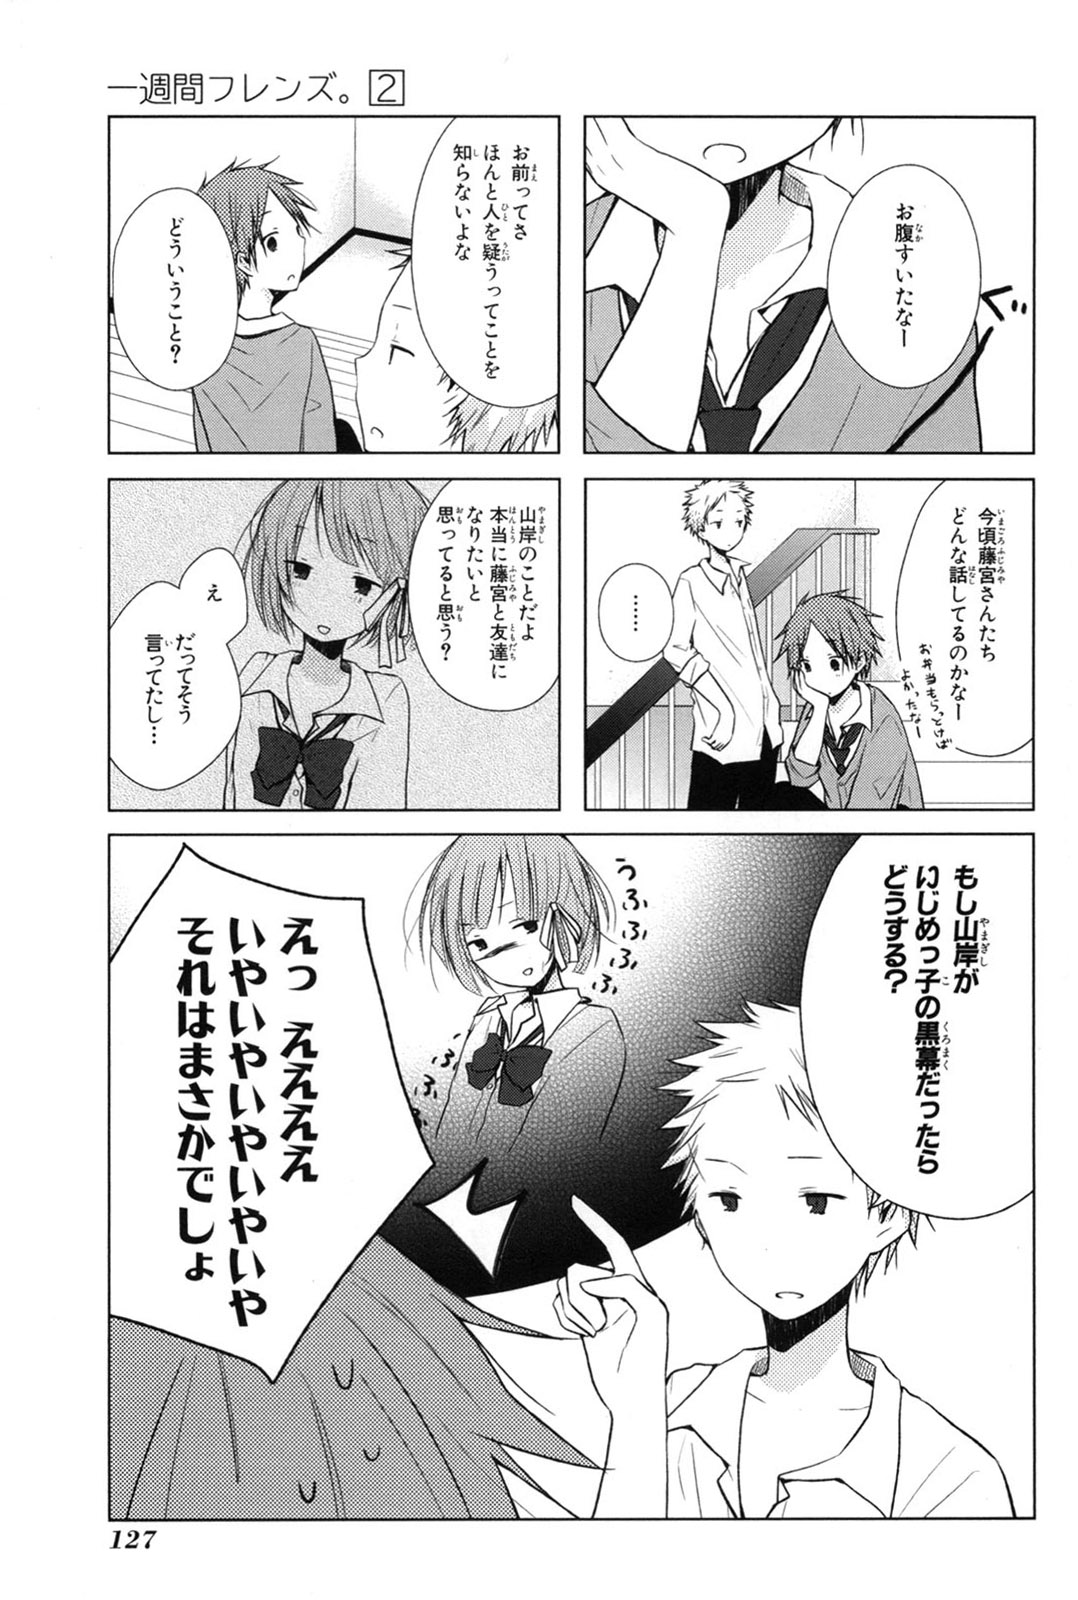 一週間フレンズ。2
お腹すいたなー
ぐぅ
今頃藤宮さんたち
どんな話してるのかなー
お弁当もらっとけば
よかったなー
……
お前ってさ
ほんと人を疑うってことを
知らないよな
どういうこと?
山岸のことだよ
本当に藤宮と友達に
なりたいと
思ってると思う?
え
だってそう
言ってたし…
もし山岸が
いじめっ子の黒幕だったら
どうする?
うふふふふふ
うふふふふ
えっ ええええ
いやいやいやいやいや
それはまさかでしょ
127